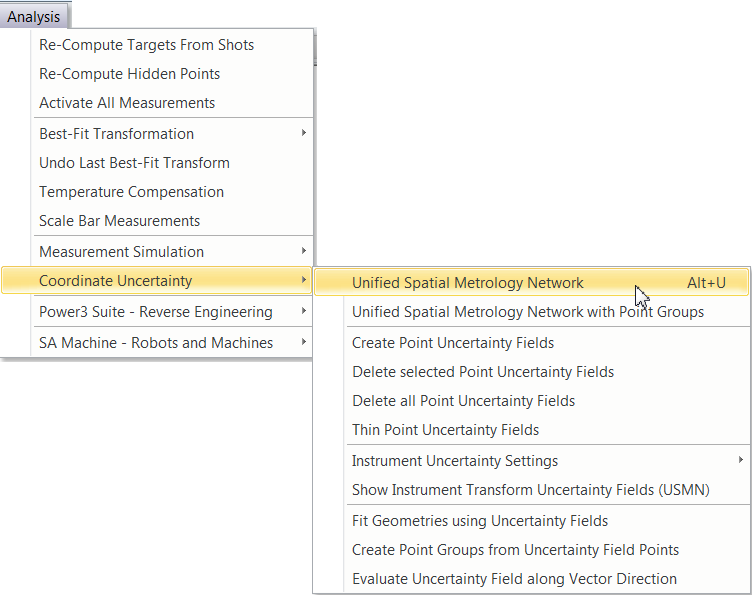 Analysis
Re-Compute Targets From Shots
Re-Compute Hidden Points
Activate All Measurements
Best-Fit Transformation
Undo Last Best-Fit Transform
Temperature Compensation
Scale Bar Measurements
Measurement Simulation
Coordinate Uncertainty
Power3 Suite - Reverse Engineering
SA Machine - Robots and Machines
Unified Spatial Metrology Network Alt+U
Unified Spatial Metrology Network with Point Groups
Create Point Uncertainty Fields
Delete selected Point Uncertainty Fields
Delete all Point Uncertainty Fields
Thin Point Uncertainty Fields
Instrument Uncertainty Settings
Show Instrument Transform Uncertainty Fields (USMN)
Fit Geometries using Uncertainty Fields
Create Point Groups from Uncertainty Field Points
Evaluate Uncertainty Field along Vector Direction